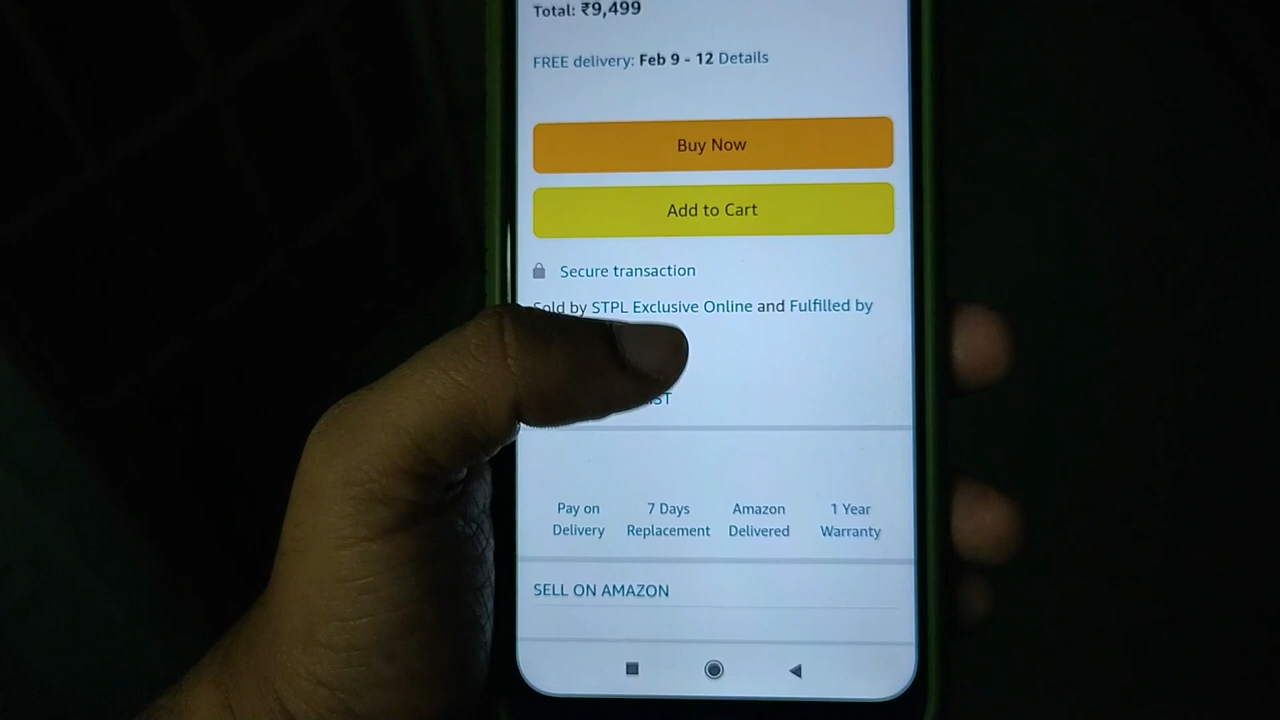 Total: ₹9,499
FREE delivery: Feb 9 - 12 Details
Buy Now
Add to Cart
Secure transaction
Sold by STPL Exclusive Online and Fulfilled by
Pay on Delivery
7 Days Replacement
Amazon Delivered
1 Year Warranty
SELL ON AMAZON